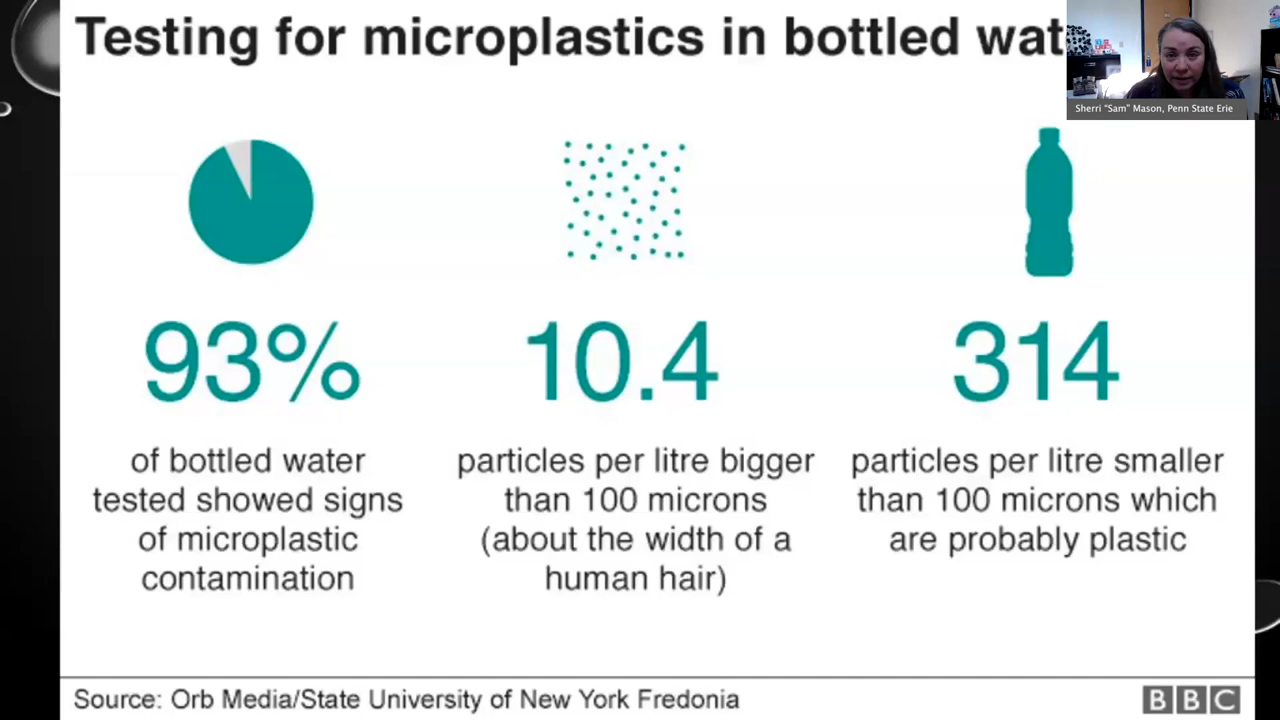 Testing for microplastics in bottled wat
Sherri "Sam" Mason, Penn State Erie
93%
of bottled water
tested showed signs
of microplastic
contamination
10.4
particles per litre bigger
than 100 microns
(about the width of a
human hair)
314
particles per litre smaller
than 100 microns which
are probably plastic
Source: Orb Media/State University of New York Fredonia
BBC